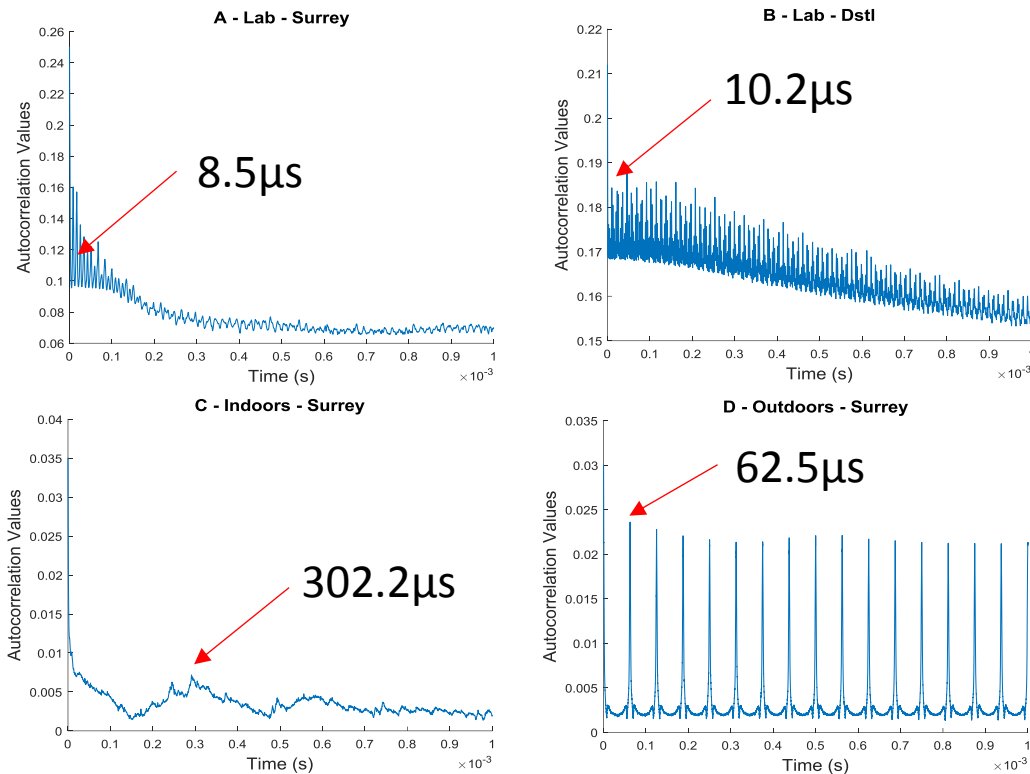 A - Lab - Surrey
0.26
0.24
0.22
0.2
0.18
0.16
0.14
0.12
0.1
0.08
0.06
Autocorrelation Values
8.5µs
0 0.1 0.2 0.3 0.4 0.5 0.6 0.7 0.8 0.9 1
Time (s)
×10⁻³
B - Lab - Dstl
0.22
0.21
0.2
0.19
0.18
0.17
0.16
0.15
Autocorrelation Values
10.2µs
0 0.1 0.2 0.3 0.4 0.5 0.6 0.7 0.8 0.9 1
Time (s)
×10⁻³
C - Indoors - Surrey
0.04
0.035
0.03
0.025
0.02
0.015
0.01
0.005
0
Autocorrelation Values
302.2µs
0 0.1 0.2 0.3 0.4 0.5 0.6 0.7 0.8 0.9 1
Time (s)
×10⁻³
D - Outdoors - Surrey
0.035
0.03
0.025
0.02
0.015
0.01
0.005
0
Autocorrelation Values
62.5µs
0 0.1 0.2 0.3 0.4 0.5 0.6 0.7 0.8 0.9 1
Time (s)
×10⁻³